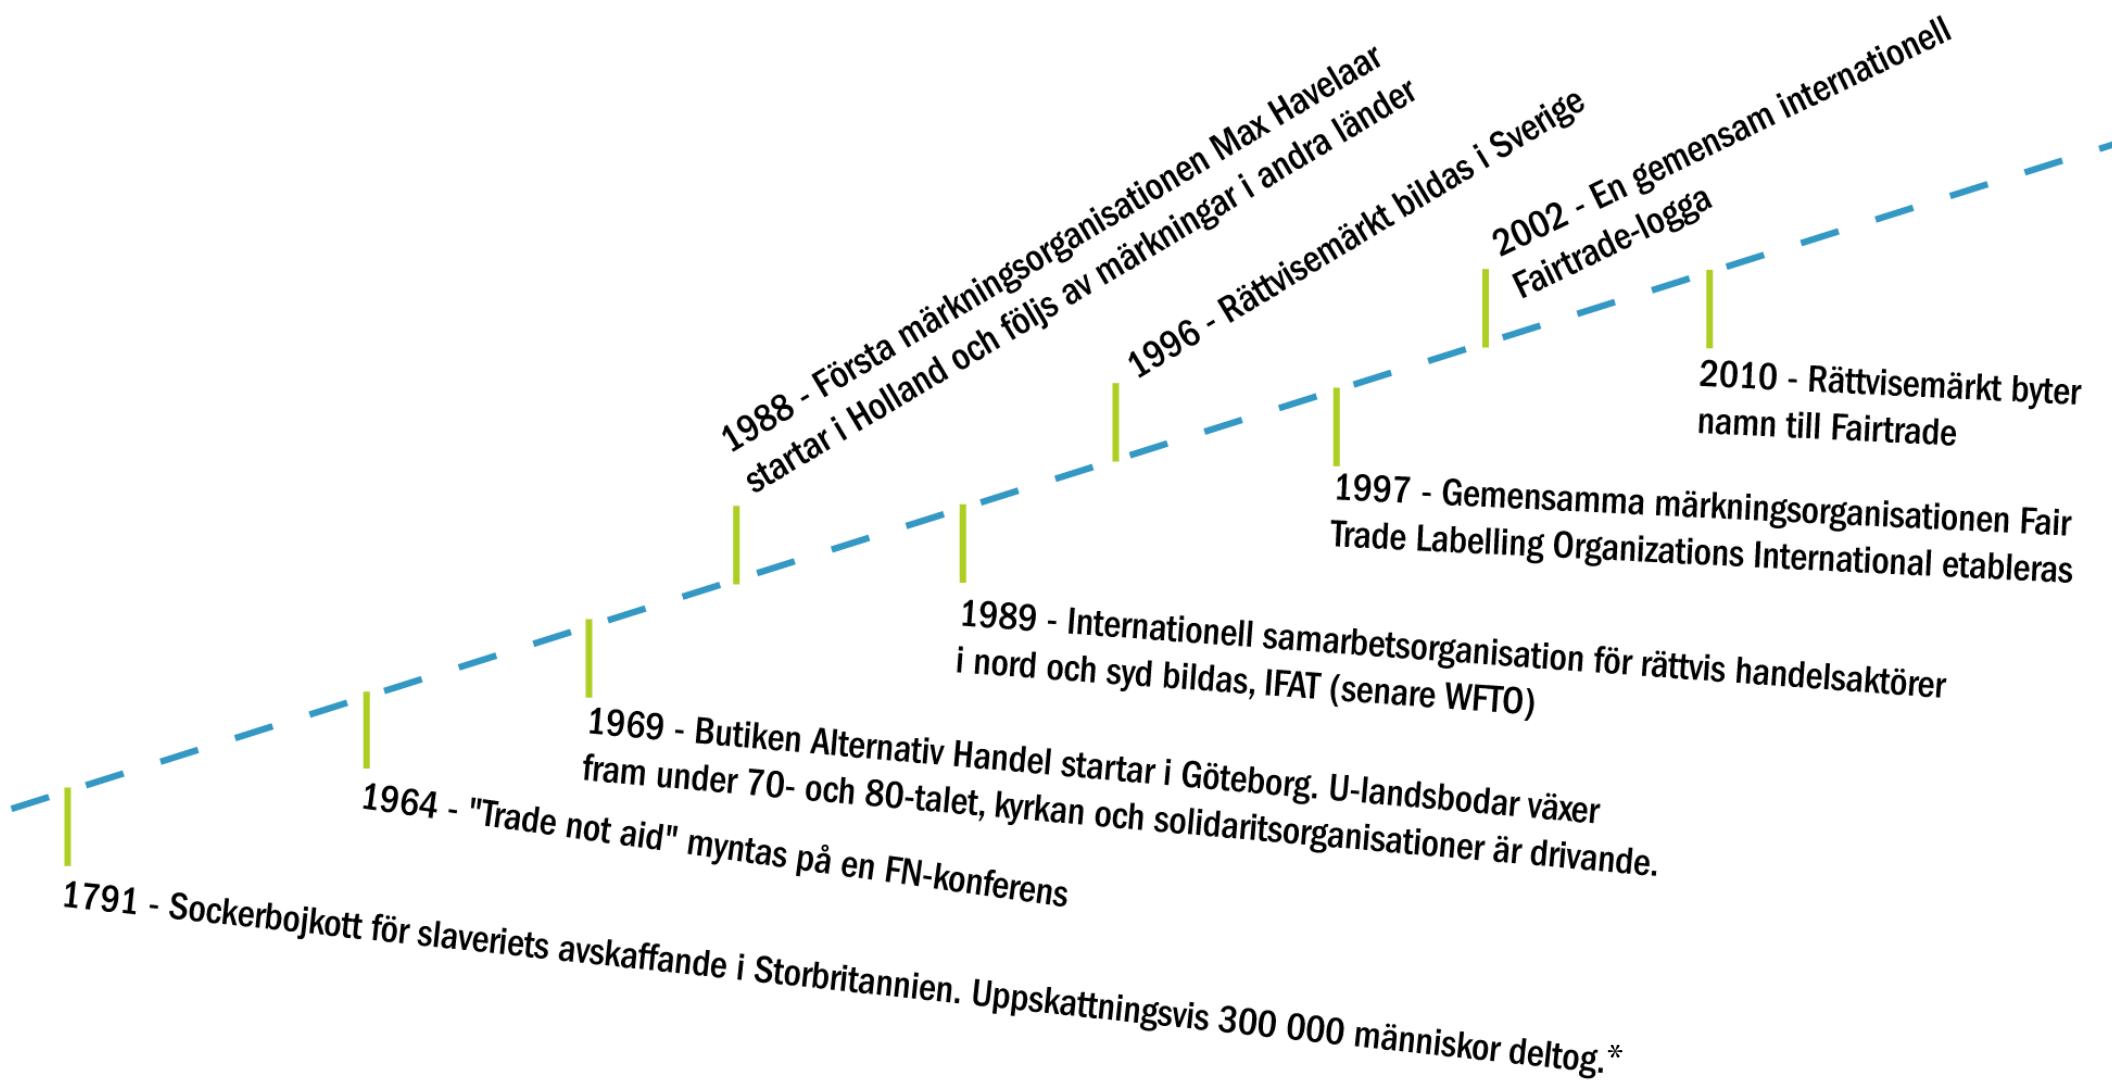 1988 - Första märkningsorganisationen Max Havelaar
startar i Holland och följs av märkningar i andra länder
1996 - Rättvisemärkt bildas i Sverige
2002 - En gemensam internationell
Fairtrade-logga
2010 - Rättvisemärkt byter
namn till Fairtrade
1997 - Gemensamma märkningsorganisationen Fair
Trade Labelling Organizations International etableras
1989 - Internationell samarbetsorganisation för rättvis handelsaktörer
i nord och syd bildas, IFAT (senare WFTO)
1969 - Butiken Alternativ Handel startar i Göteborg. U-landsbodar växer
fram under 70- och 80-talet, kyrkan och solidaritsorganisationer är drivande.
1964 - "Trade not aid" myntas på en FN-konferens
1791 - Sockerbojkott för slaveriets avskaffande i Storbritannien. Uppskattningsvis 300 000 människor deltog.*